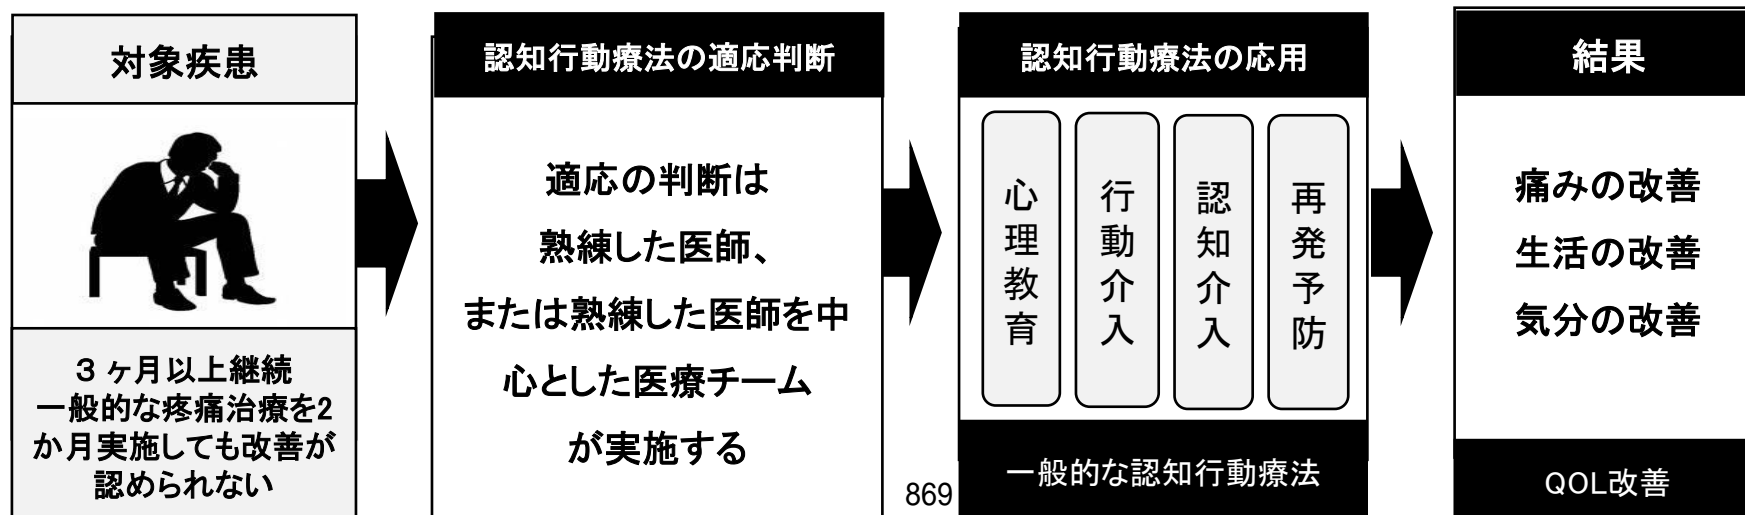 対象疾患
３ヶ月以上継続
一般的な疼痛治療を2
か月実施しても改善が
認められない
認知行動療法の適応判断
適応の判断は
熟練した医師、
または熟練した医師を中
心とした医療チーム
が実施する
869
認知行動療法の応用
心理教育
行動介入
認知介入
再発予防
一般的な認知行動療法
結果
痛みの改善
生活の改善
気分の改善
QOL改善